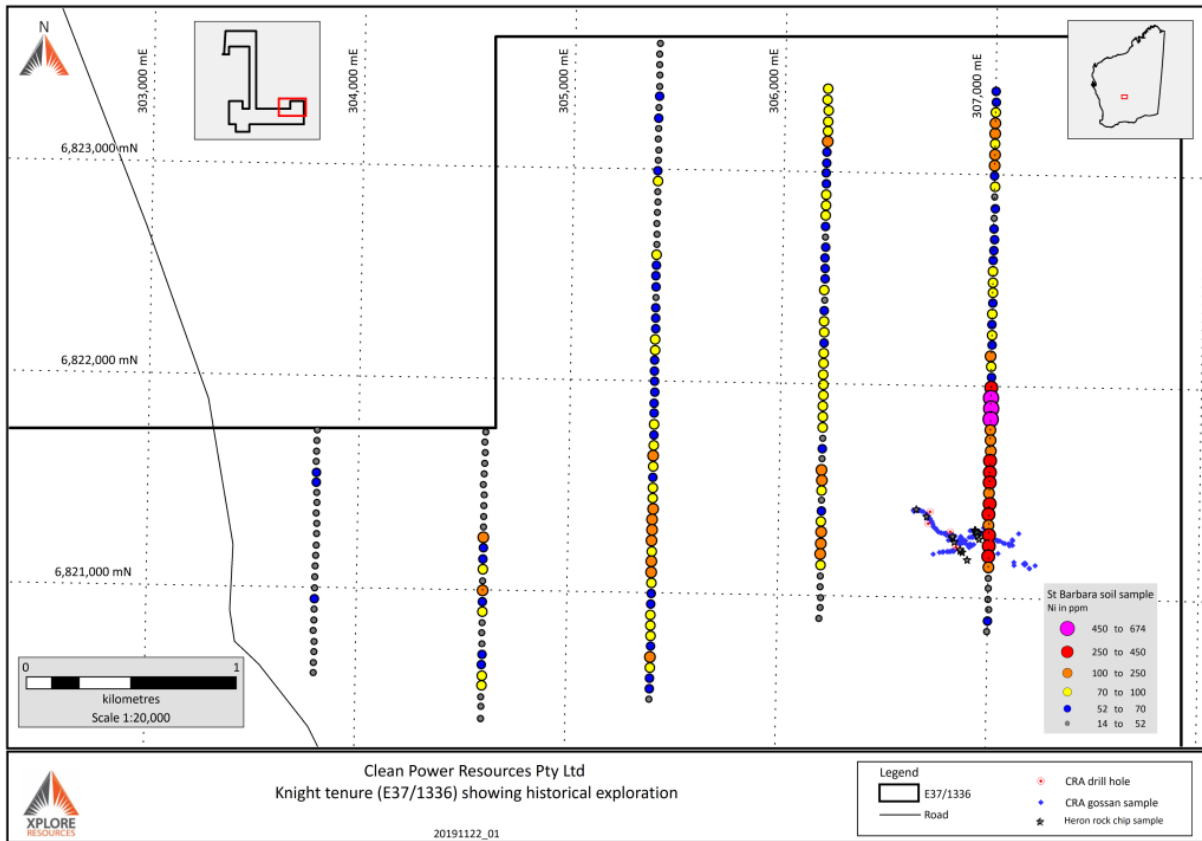 N
303,000 mE
304,000 mE
305,000 mE
306,000 mE
307,000 mE
6,823,000 mN
6,822,000 mN
6,821,000 mN
St Barbara soil sample
Ni in ppm
450 to 674
250 to 450
100 to 250
70 to 100
52 to 70
14 to 52
0 1
kilometres
Scale 1:20,000
XPLORE
RESOURCES
Clean Power Resources Pty Ltd
Knight tenure (E37/1336) showing historical exploration
20191122_01
Legend
E37/1336
Road
CRA drill hole
CRA gossan sample
Heron rock chip sample